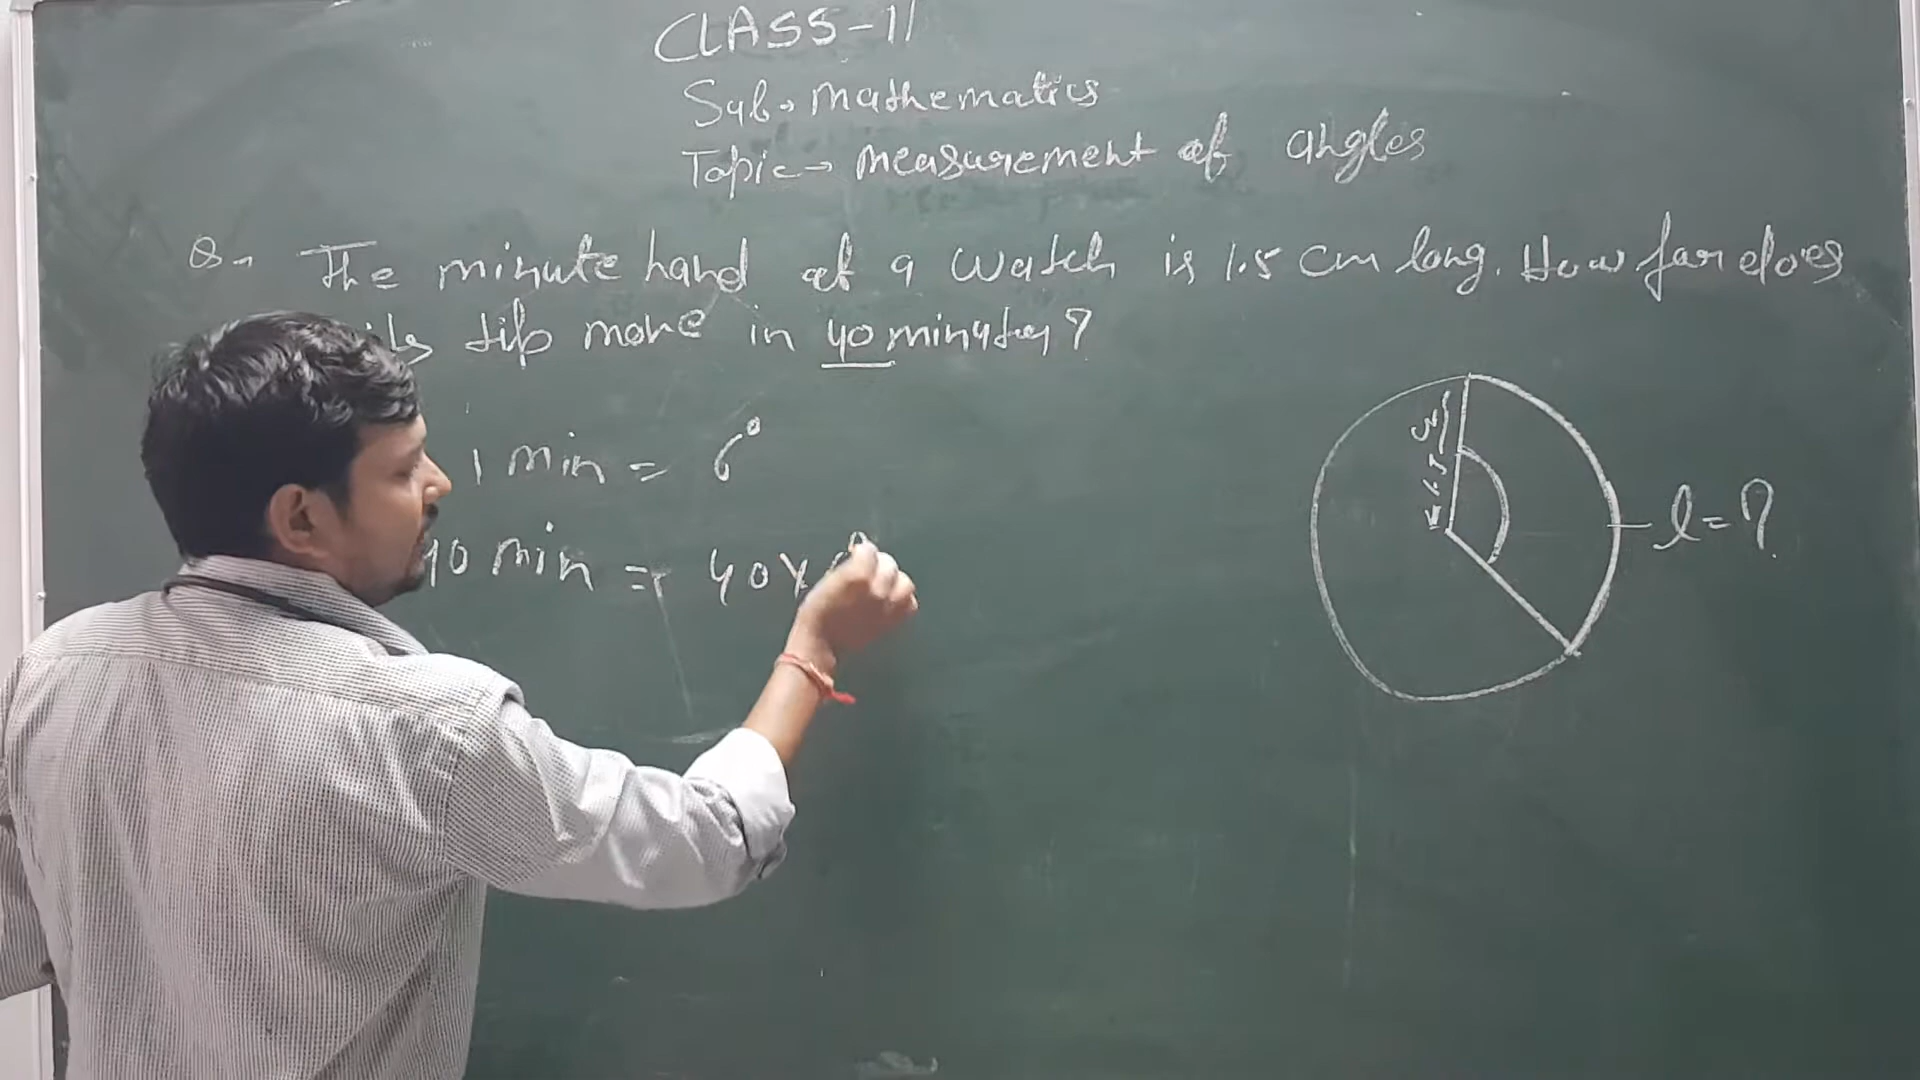 CLASS-11
Sub→ mathematics
Topic→ measurement of angles
Q→ The minute hand of a watch is 1.5 cm long. How far does
its tip move in 40 minutes?
1 min = 6°
40 min = 40×
1.5 cm
l=?